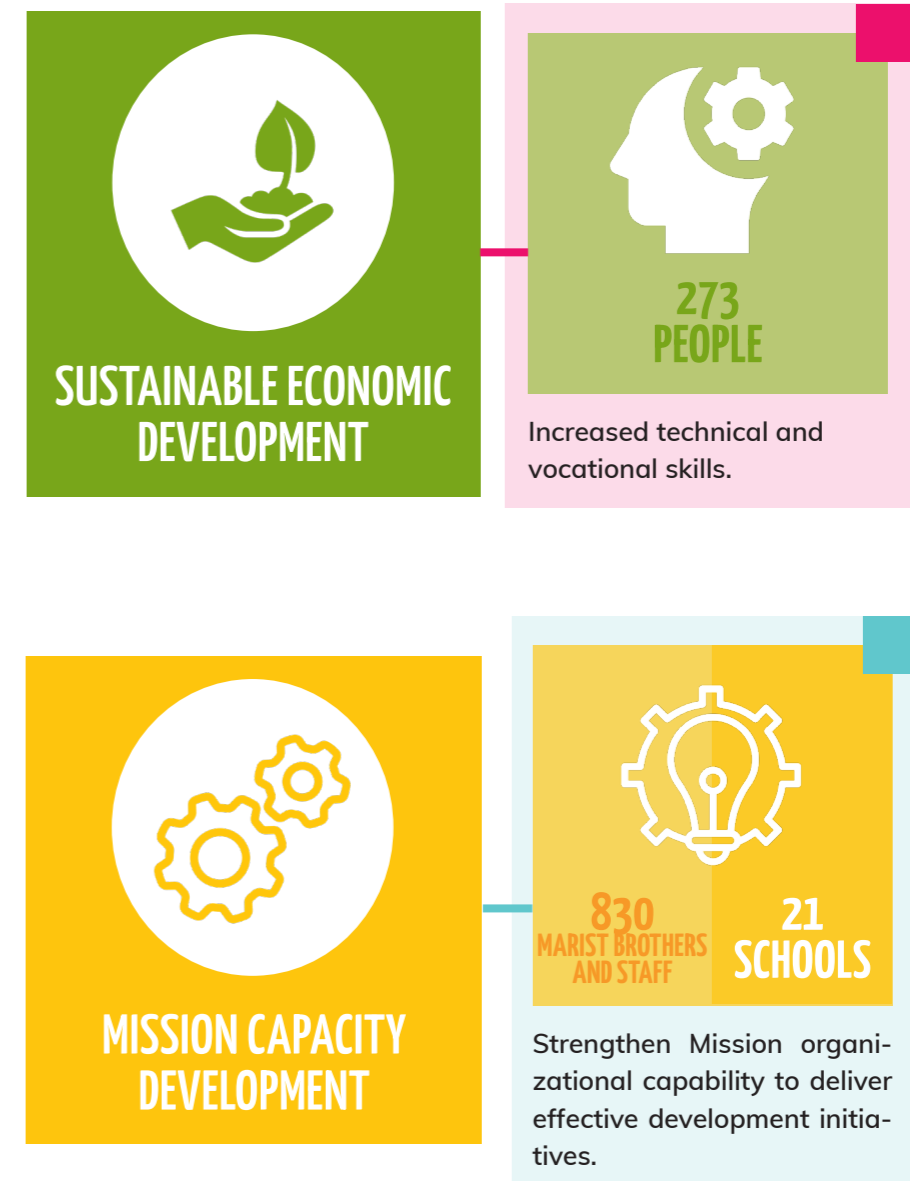 SUSTAINABLE ECONOMIC
DEVELOPMENT
273
PEOPLE
Increased technical and
vocational skills.
MISSION CAPACITY
DEVELOPMENT
830
MARIST BROTHERS
AND STAFF
21
SCHOOLS
Strengthen Mission organi-
zational capability to deliver
effective development initia-
tives.